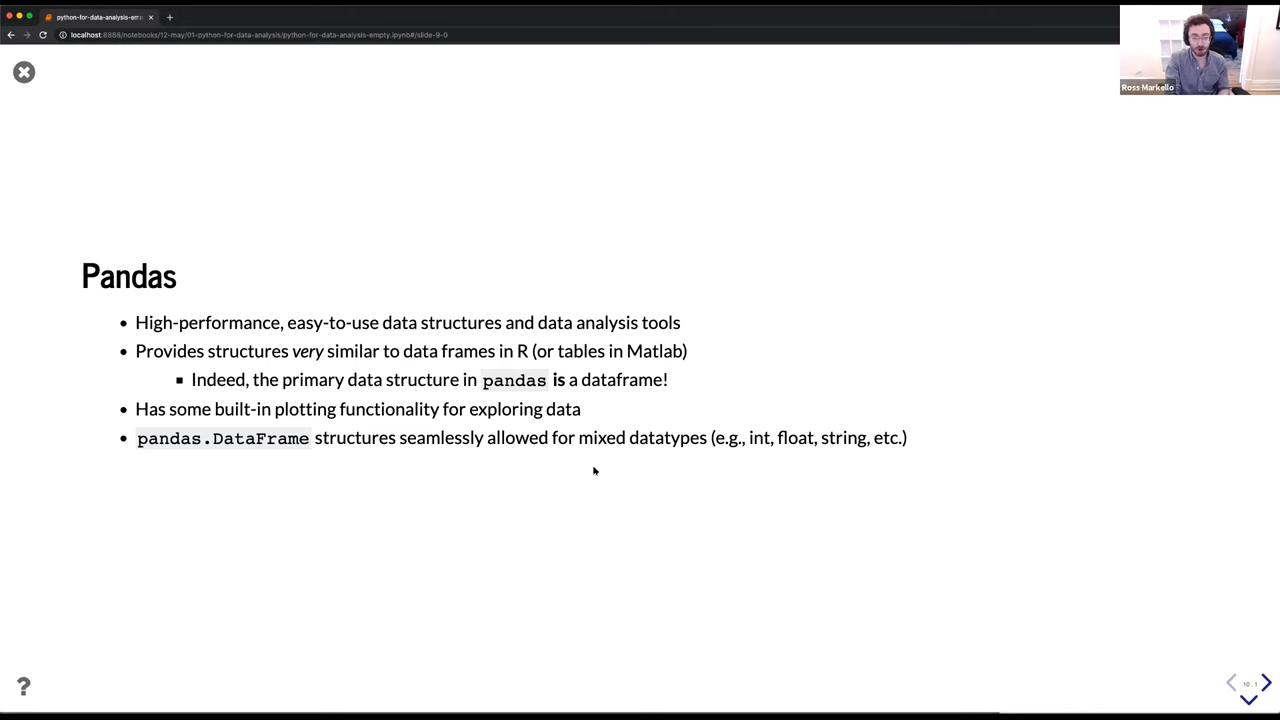 python-for-data-analysis-emp
localhost:8888/notebooks/12-may/01-python-for-data-analysis/python-for-data-analysis-empty.ipynb#/slide-9-0
Ross Markello
Pandas
• High-performance, easy-to-use data structures and data analysis tools
• Provides structures very similar to data frames in R (or tables in Matlab)
▪ Indeed, the primary data structure in pandas is a dataframe!
• Has some built-in plotting functionality for exploring data
• pandas.DataFrame structures seamlessly allowed for mixed datatypes (e.g., int, float, string, etc.)
?
10.1